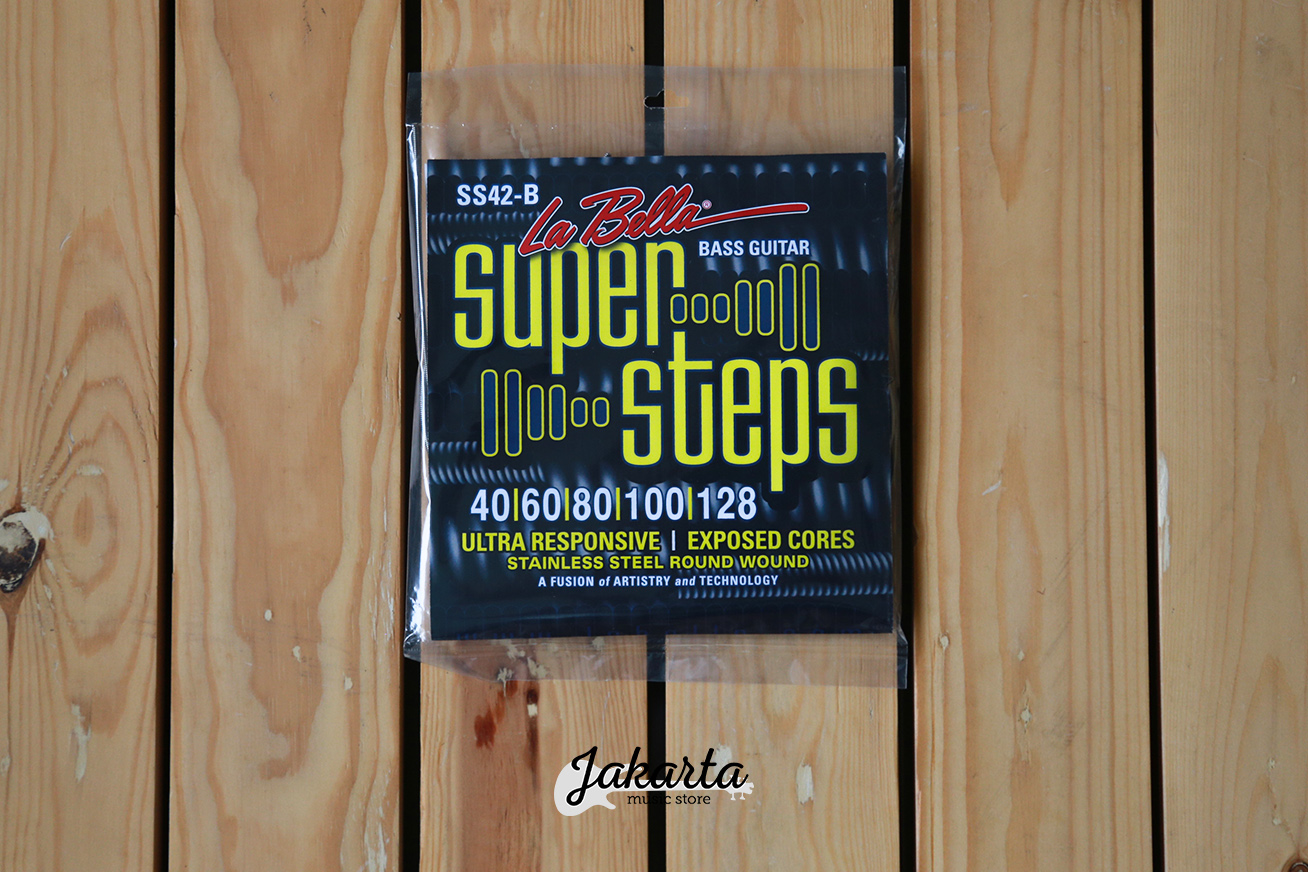 SS42-B
La Bella®
BASS GUITAR
super
steps
40|60|80|100|128
ULTRA RESPONSIVE | EXPOSED CORES
STAINLESS STEEL ROUND WOUND
A FUSION of ARTISTRY and TECHNOLOGY
Jakarta
music store